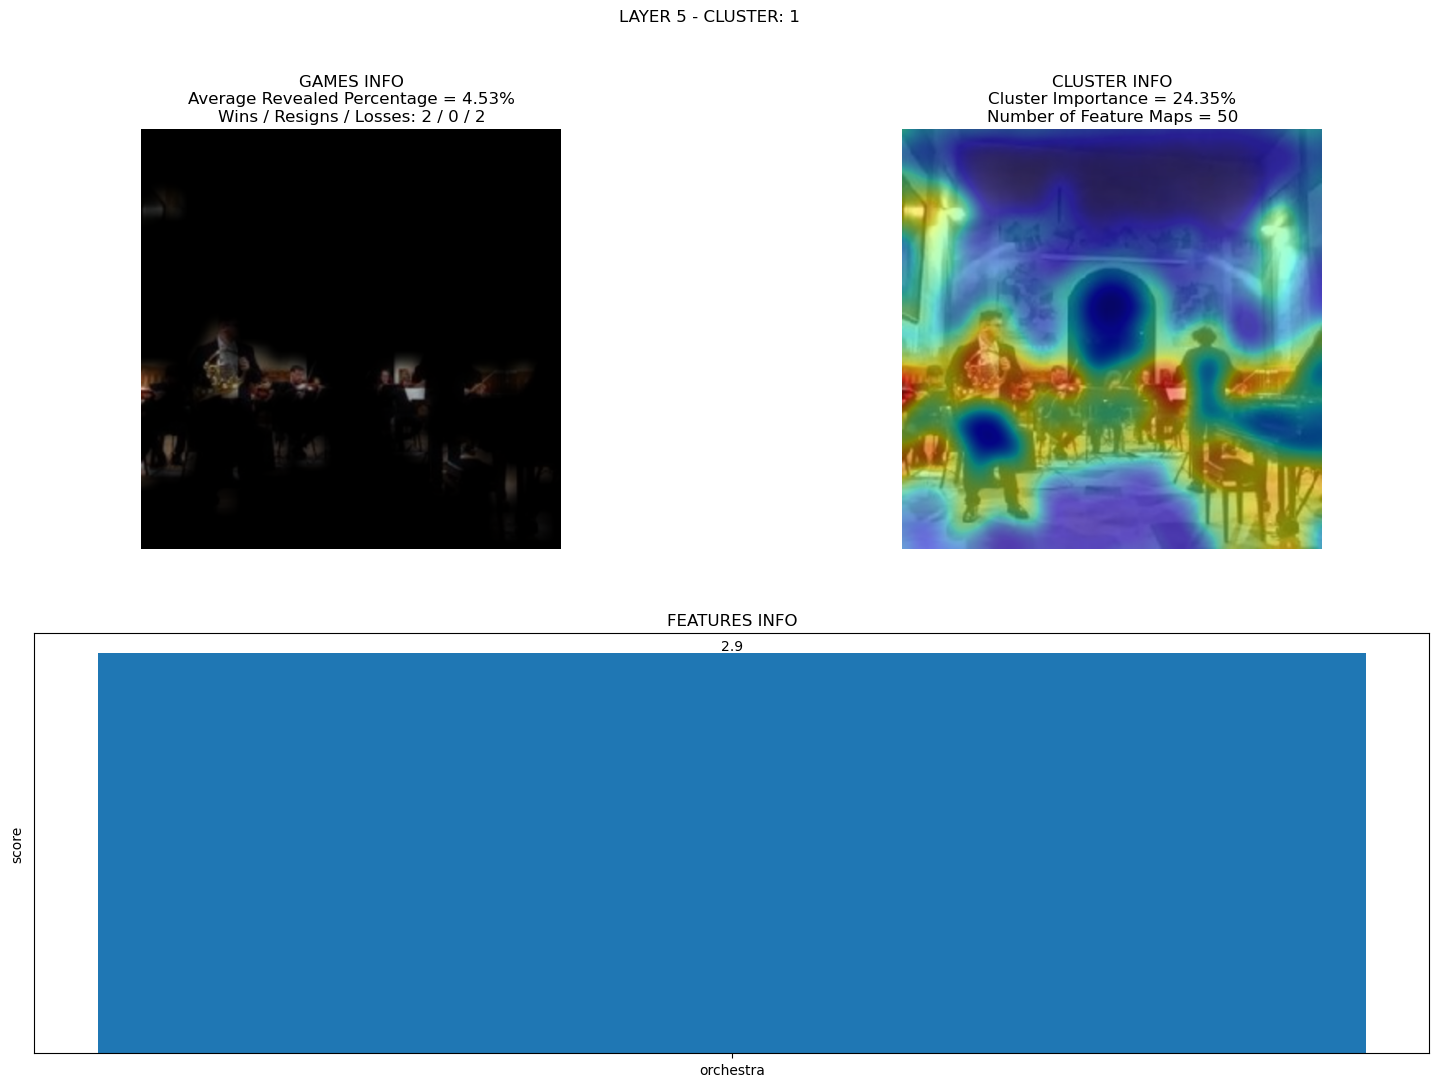 LAYER 5 - CLUSTER: 1
GAMES INFO
Average Revealed Percentage = 4.53%
Wins / Resigns / Losses: 2 / 0 / 2
CLUSTER INFO
Cluster Importance = 24.35%
Number of Feature Maps = 50
FEATURES INFO
2.9
score
orchestra